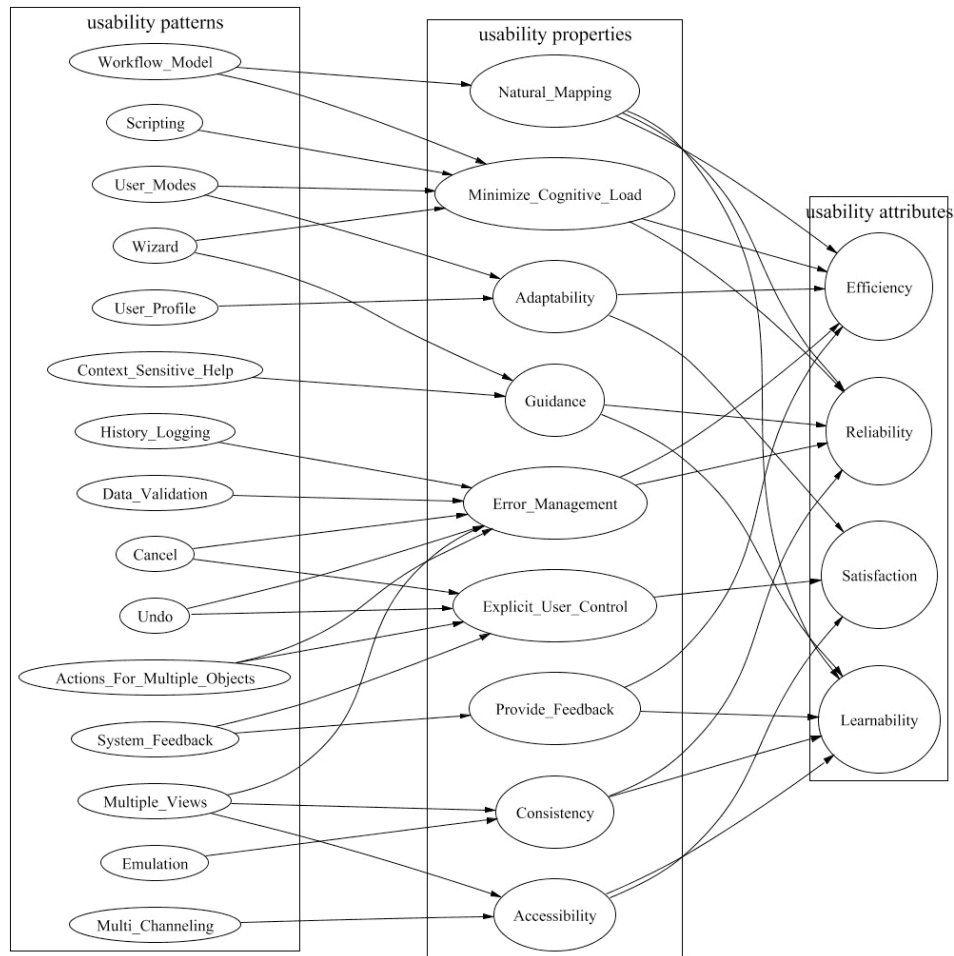 usability patterns
Workflow_Model
Scripting
User_Modes
Wizard
User_Profile
Context_Sensitive_Help
History_Logging
Data_Validation
Cancel
Undo
Actions_For_Multiple_Objects
System_Feedback
Multiple_Views
Emulation
Multi_Channeling
usability properties
Natural_Mapping
Minimize_Cognitive_Load
Adaptability
Guidance
Error_Management
Explicit_User_Control
Provide_Feedback
Consistency
Accessibility
usability attributes
Efficiency
Reliability
Satisfaction
Learnability